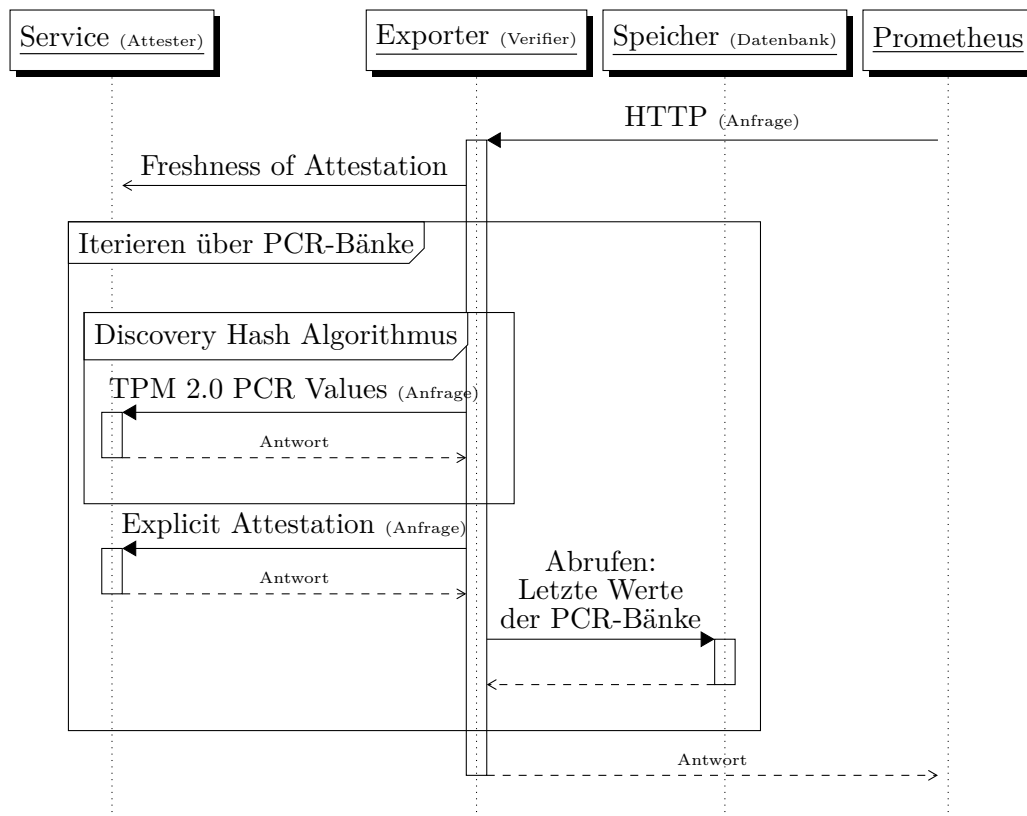 Service (Attester)
Exporter (Verifier)
Speicher (Datenbank)
Prometheus
HTTP (Anfrage)
Freshness of Attestation
Iterieren über PCR-Bänke
Discovery Hash Algorithmus
TPM 2.0 PCR Values (Anfrage)
Antwort
Explicit Attestation (Anfrage)
Antwort
Abrufen:
Letzte Werte
der PCR-Bänke
Antwort